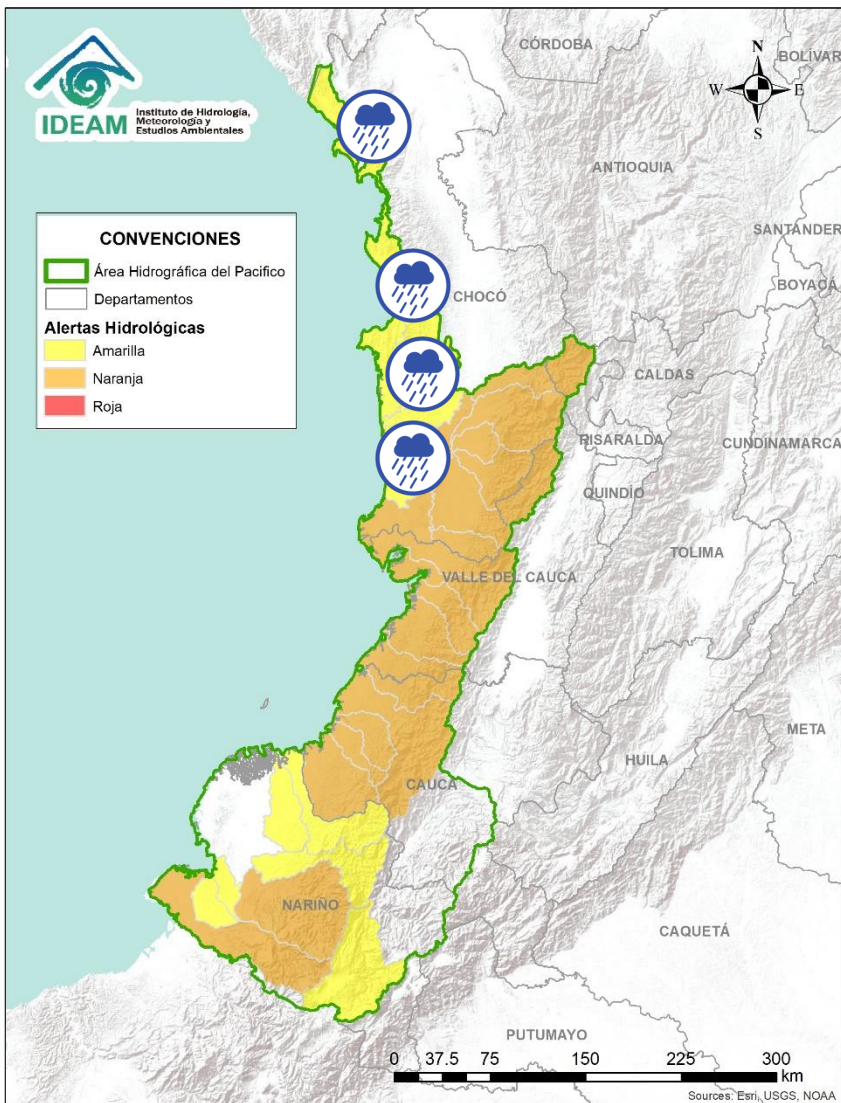 IDEAM
Instituto de Hidrología,
Meteorología y
Estudios Ambientales
CÓRDOBA
BOLÍVAR
N
W
E
S
ANTIOQUIA
SANTANDER
BOYACÁ
CONVENCIONES
Área Hidrográfica del Pacifico
Departamentos
Alertas Hidrológicas
Amarilla
Naranja
Roja
CHOCÓ
CALDAS
RISARALDA
CUNDINAMARCA
QUINDÍO
TOLIMA
VALLE DEL CAUCA
META
HUILA
CAUCA
NARIÑO
CAQUETÁ
PUTUMAYO
0 37.5 75 150 225 300
km
Sources: Esri, USGS, NOAA